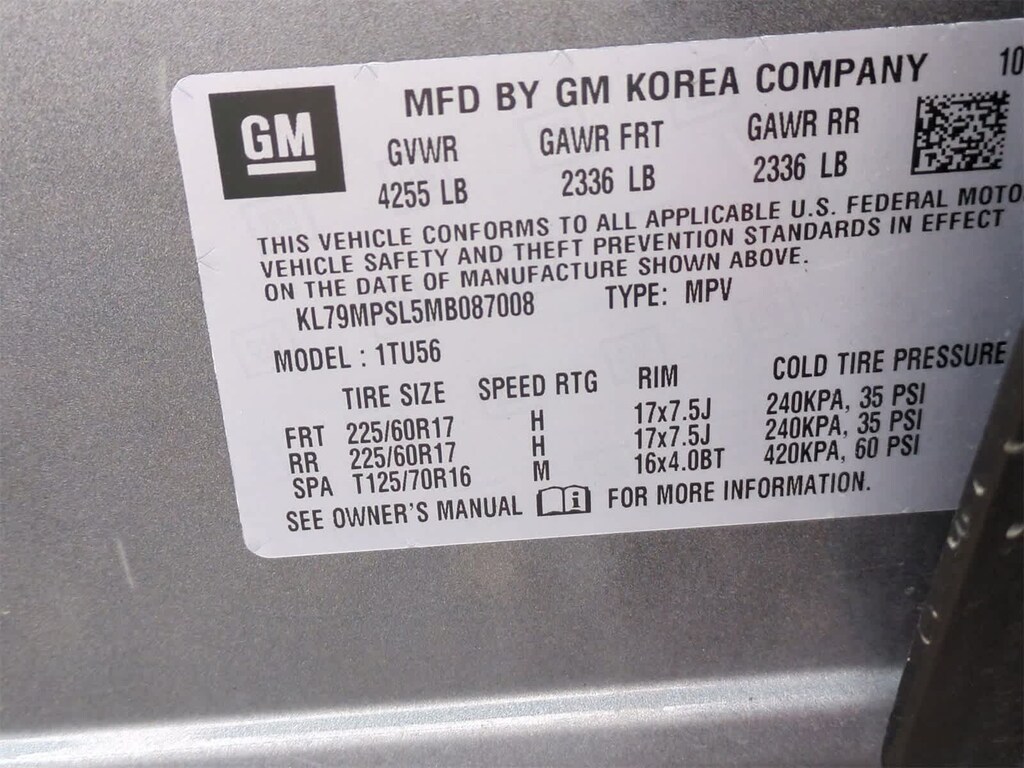 GM
MFD BY GM KOREA COMPANY 10
GVWR GAWR FRT GAWR RR
4255 LB 2336 LB 2336 LB
THIS VEHICLE CONFORMS TO ALL APPLICABLE U.S. FEDERAL MOTO
VEHICLE SAFETY AND THEFT PREVENTION STANDARDS IN EFFECT
ON THE DATE OF MANUFACTURE SHOWN ABOVE.
KL79MPSL5MB087008 TYPE: MPV
MODEL : 1TU56
TIRE SIZE SPEED RTG RIM COLD TIRE PRESSURE
FRT 225/60R17 H 17x7.5J 240KPA, 35 PSI
RR 225/60R17 H 17x7.5J 240KPA, 35 PSI
SPA T125/70R16 M 16x4.0BT 420KPA, 60 PSI
SEE OWNER'S MANUAL i FOR MORE INFORMATION.